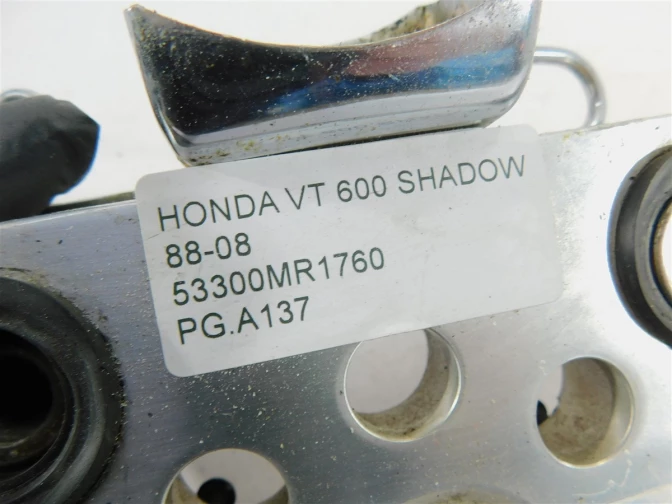 HONDA VT 600 SHADOW
88-08
53300MR1760
PG.A137